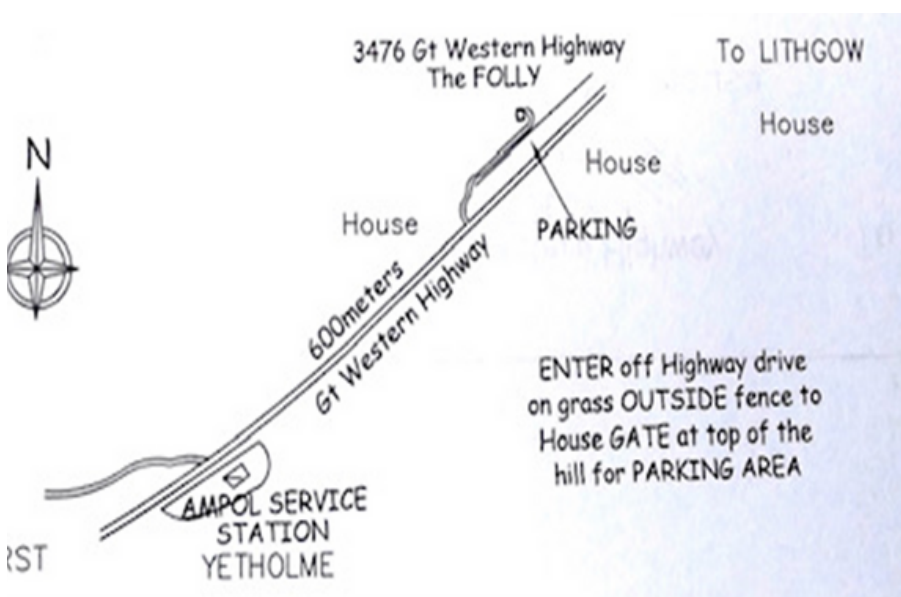 3476 Gt Western Highway
The FOLLY
To LITHGOW
House
House
N
House
PARKING
600meters
Gt Western Highway
ENTER off Highway drive
on grass OUTSIDE fence to
House GATE at top of the
hill for PARKING AREA
AMPOL SERVICE
STATION
YETHOLME
RST